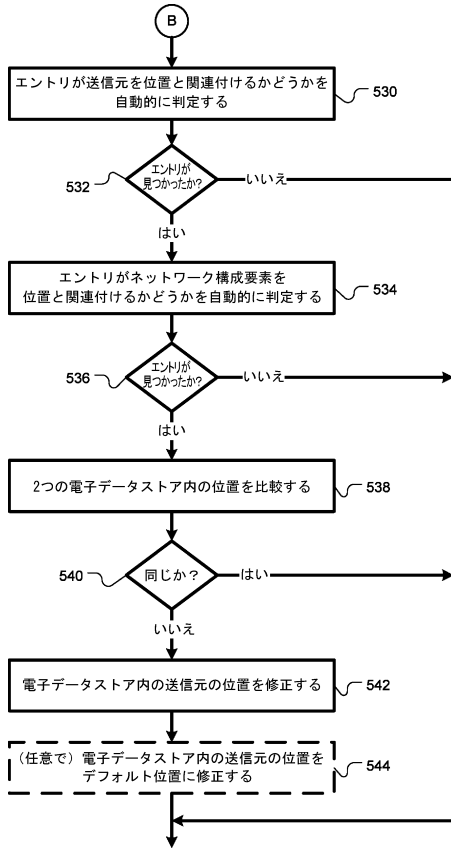 B
エントリが送信元を位置と関連付けるかどうかを
自動的に判定する
530
エントリが
見つかったか?
532
いいえ
はい
エントリがネットワーク構成要素を
位置と関連付けるかどうかを自動的に判定する
534
エントリが
見つかったか?
536
いいえ
はい
2つの電子データストア内の位置を比較する
538
同じか？
540
はい
いいえ
電子データストア内の送信元の位置を修正する
542
（任意で）電子データストア内の送信元の位置を
デフォルト位置に修正する
544